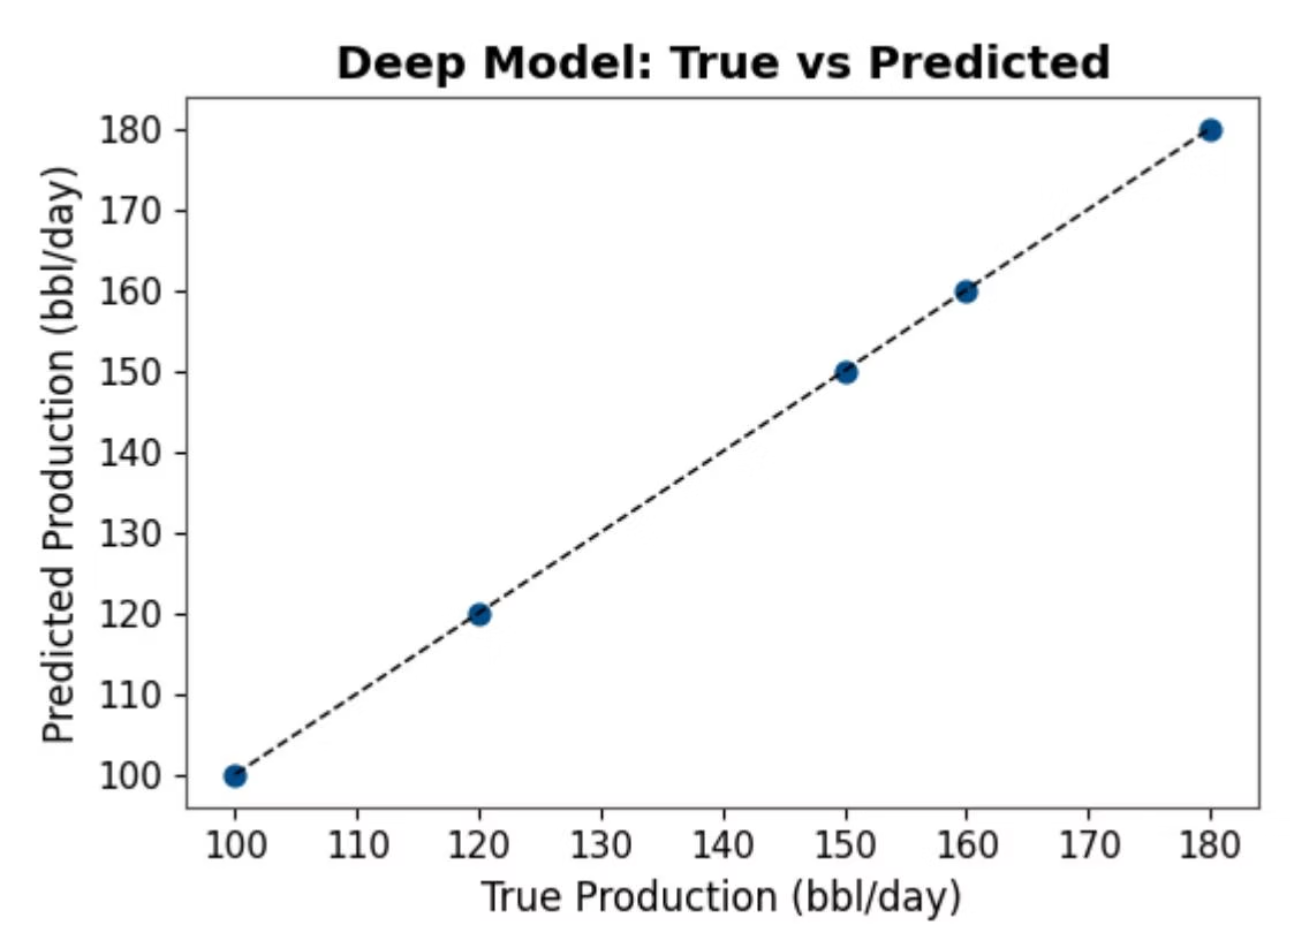 Deep Model: True vs Predicted
Predicted Production (bbl/day)
180
170
160
150
140
130
120
110
100
100 110 120 130 140 150 160 170 180
True Production (bbl/day)